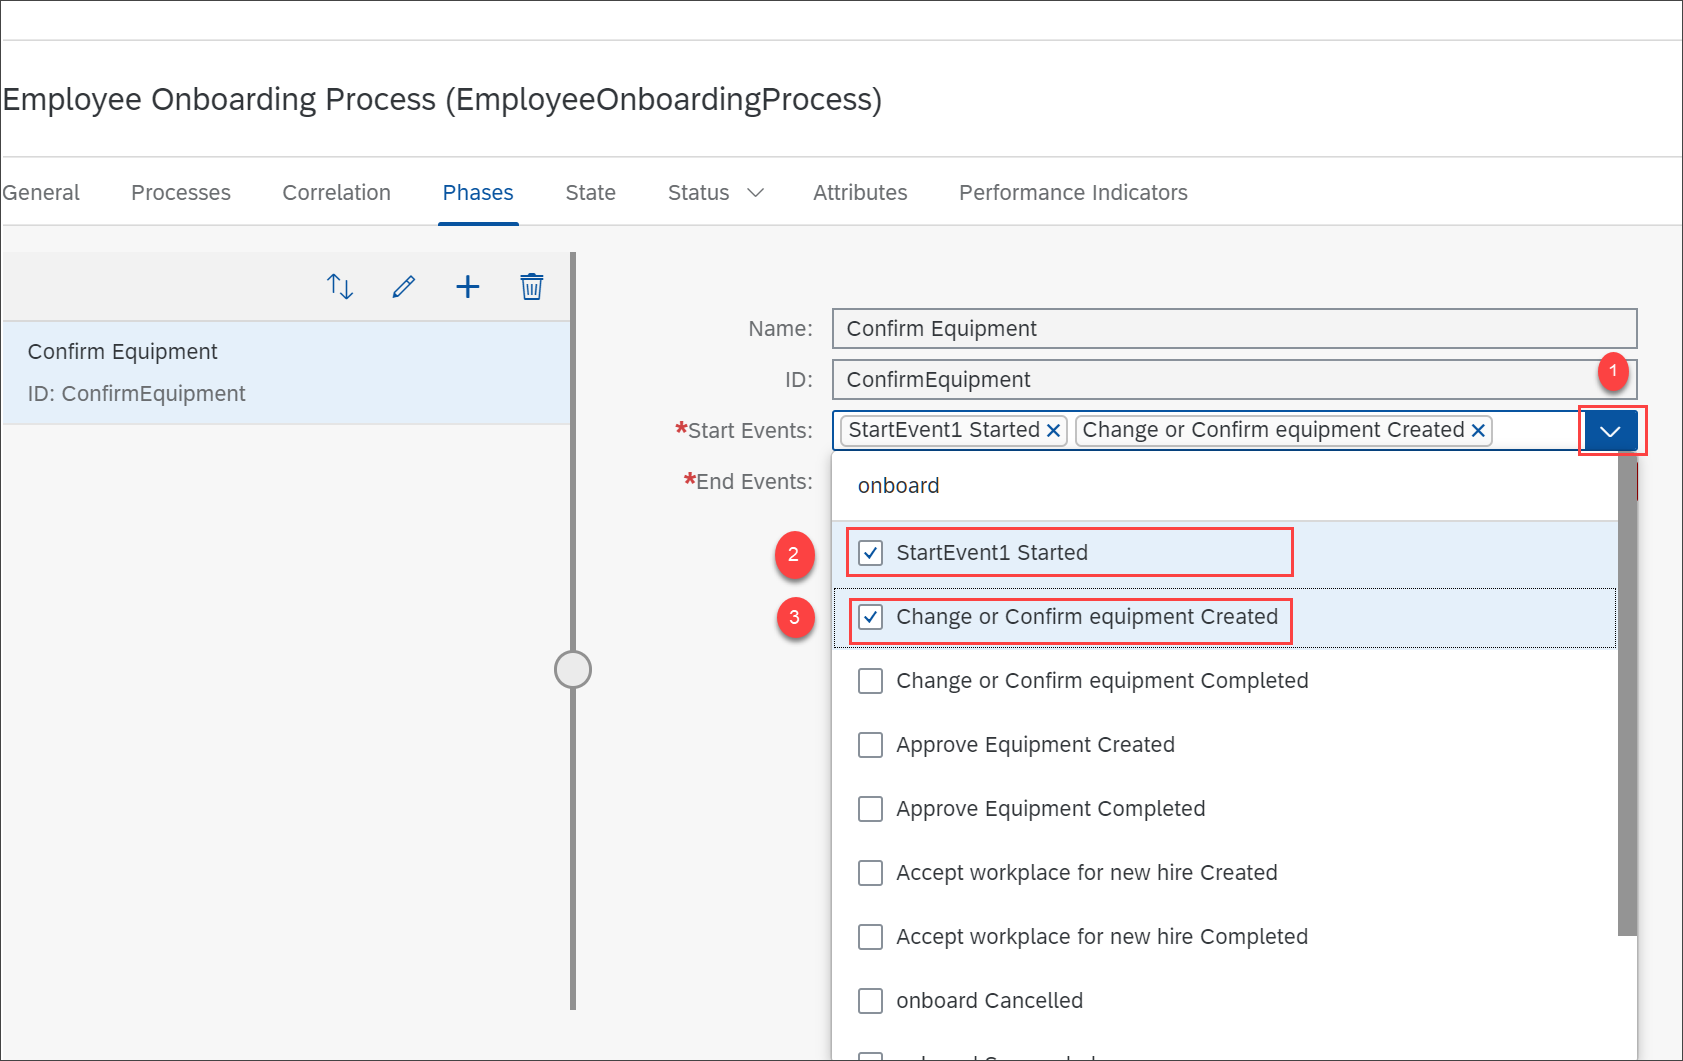 Employee Onboarding Process (EmployeeOnboardingProcess)
General Processes Correlation Phases State Status Attributes Performance Indicators
Confirm Equipment
ID: ConfirmEquipment
Name: Confirm Equipment
ID: ConfirmEquipment
1
*Start Events: StartEvent1 Started Change or Confirm equipment Created
*End Events:
onboard
2 StartEvent1 Started
3 Change or Confirm equipment Created
Change or Confirm equipment Completed
Approve Equipment Created
Approve Equipment Completed
Accept workplace for new hire Created
Accept workplace for new hire Completed
onboard Cancelled